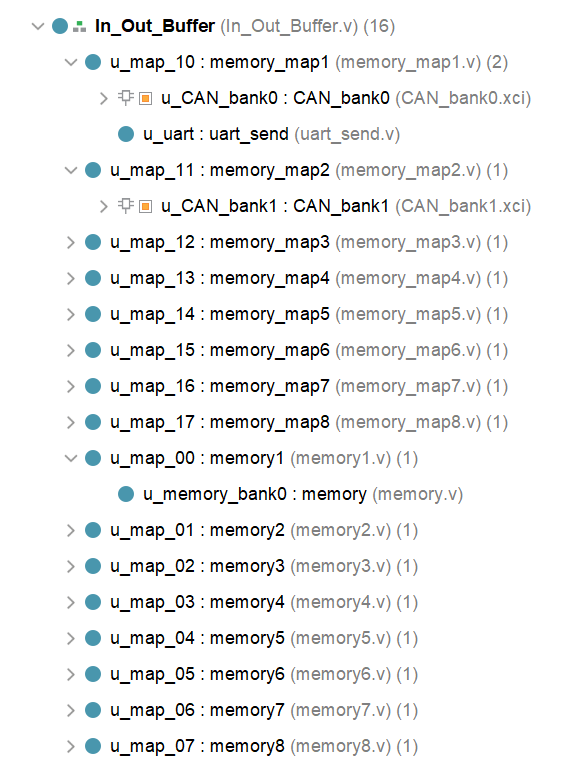 In_Out_Buffer (In_Out_Buffer.v) (16)
u_map_10 : memory_map1 (memory_map1.v) (2)
u_CAN_bank0 : CAN_bank0 (CAN_bank0.xci)
u_uart : uart_send (uart_send.v)
u_map_11 : memory_map2 (memory_map2.v) (1)
u_CAN_bank1 : CAN_bank1 (CAN_bank1.xci)
u_map_12 : memory_map3 (memory_map3.v) (1)
u_map_13 : memory_map4 (memory_map4.v) (1)
u_map_14 : memory_map5 (memory_map5.v) (1)
u_map_15 : memory_map6 (memory_map6.v) (1)
u_map_16 : memory_map7 (memory_map7.v) (1)
u_map_17 : memory_map8 (memory_map8.v) (1)
u_map_00 : memory1 (memory1.v) (1)
u_memory_bank0 : memory (memory.v)
u_map_01 : memory2 (memory2.v) (1)
u_map_02 : memory3 (memory3.v) (1)
u_map_03 : memory4 (memory4.v) (1)
u_map_04 : memory5 (memory5.v) (1)
u_map_05 : memory6 (memory6.v) (1)
u_map_06 : memory7 (memory7.v) (1)
u_map_07 : memory8 (memory8.v) (1)